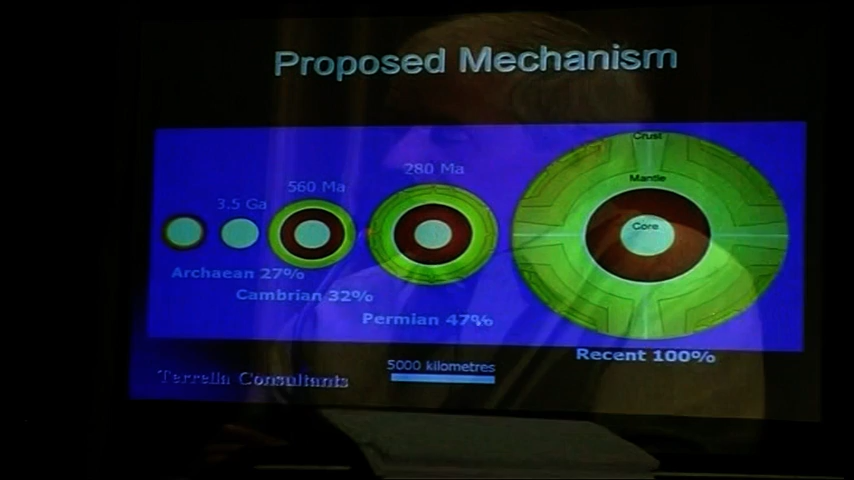 Proposed Mechanism
Crust
280 Ma
560 Ma
Mantle
3.5 Ga
Core
Archaean 27%
Cambrian 32%
Permian 47%
Recent 100%
5000 kilometres
Terrella Consultants